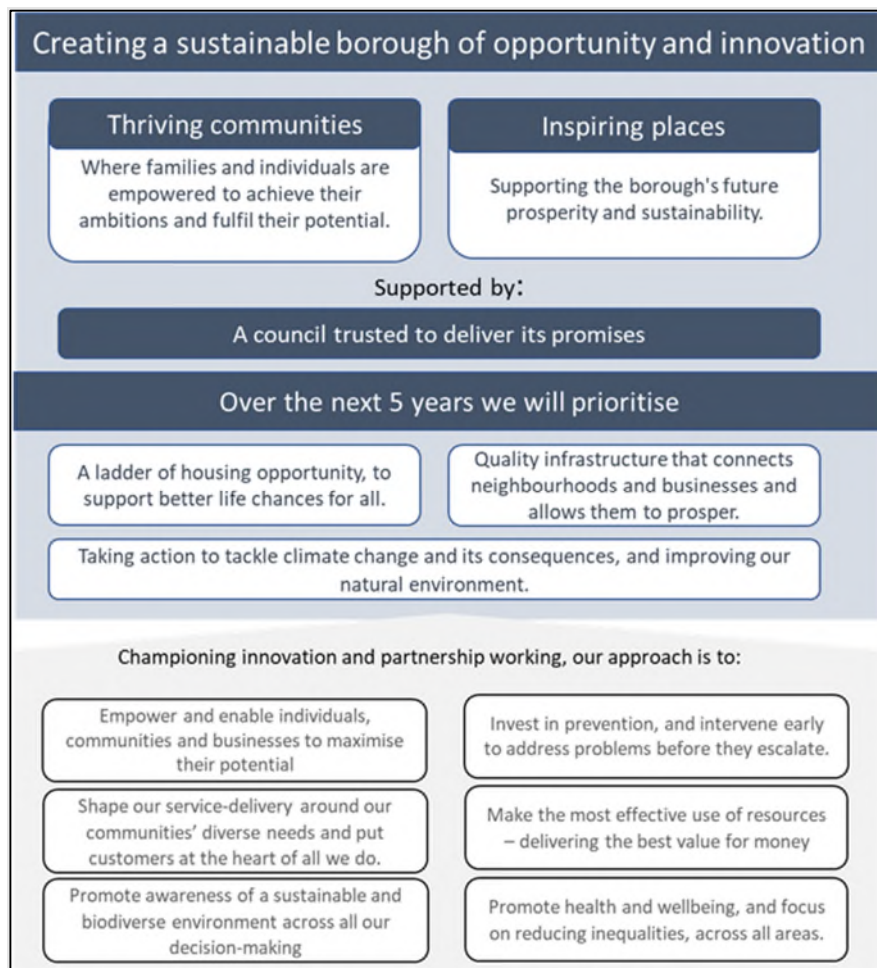 Creating a sustainable borough of opportunity and innovation
Thriving communities
Where families and individuals are
empowered to achieve their
ambitions and fulfil their potential.
Inspiring places
Supporting the borough's future
prosperity and sustainability.
Supported by:
A council trusted to deliver its promises
Over the next 5 years we will prioritise
A ladder of housing opportunity, to
support better life chances for all.
Quality infrastructure that connects
neighbourhoods and businesses and
allows them to prosper.
Taking action to tackle climate change and its consequences, and improving our
natural environment.
Championing innovation and partnership working, our approach is to:
Empower and enable individuals,
communities and businesses to maximise
their potential
Invest in prevention, and intervene early
to address problems before they escalate.
Shape our service-delivery around our
communities’ diverse needs and put
customers at the heart of all we do.
Make the most effective use of resources
– delivering the best value for money
Promote awareness of a sustainable and
biodiverse environment across all our
decision-making
Promote health and wellbeing, and focus
on reducing inequalities, across all areas.